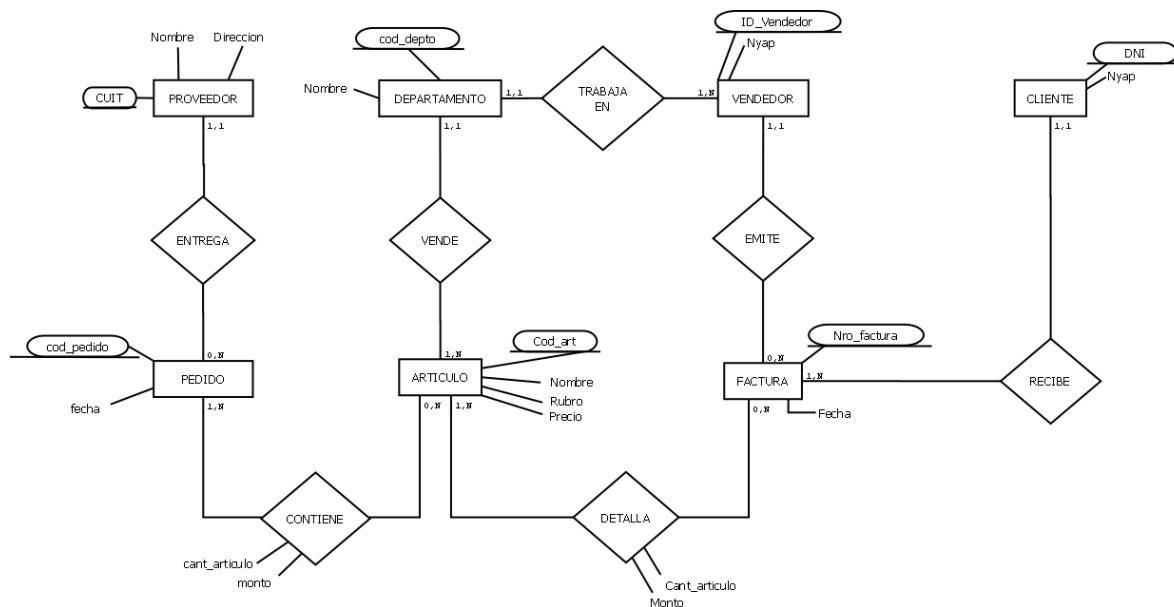 ID_Vendedor
cod_depto
Nombre
Direccion
Nyap
DNI
Nyap
CUIT
PROVEEDOR
Nombre
DEPARTAMENTO
1,1
TRABAJA
EN
1,N
VENDEDOR
CLIENTE
1,1
1,1
1,1
1,1
ENTREGA
VENDE
EMITE
cod_pedido
0,N
1,N
Cod_art
0,N
Nro_factura
PEDIDO
ARTICULO
FACTURA
1,N
RECIBE
fecha
1,N
0,N
1,N
Nombre
Rubro
Precio
0,N
Fecha
CONTIENE
DETALLA
cant_articulo
monto
Cant_articulo
Monto